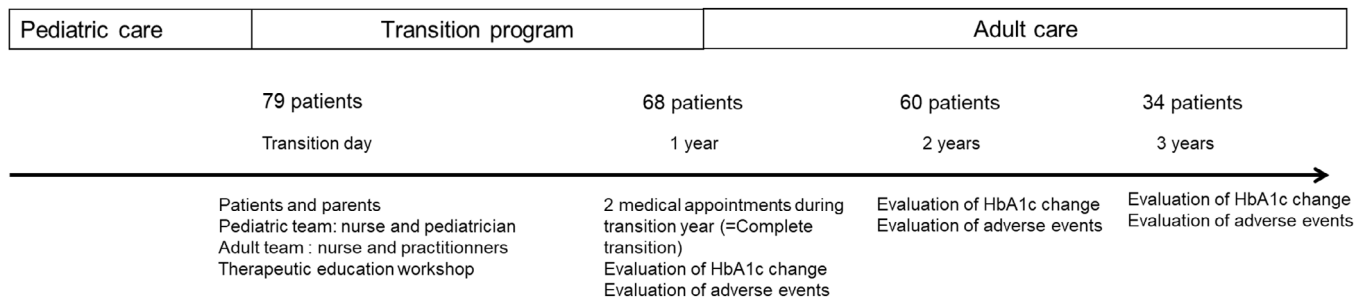 Pediatric care
Transition program
Adult care
79 patients
68 patients
60 patients
34 patients
Transition day
1 year
2 years
3 years
Patients and parents
Pediatric team: nurse and pediatrician
Adult team : nurse and practitionners
Therapeutic education workshop
2 medical appointments during
transition year (=Complete
transition)
Evaluation of HbA1c change
Evaluation of adverse events
Evaluation of HbA1c change
Evaluation of adverse events
Evaluation of HbA1c change
Evaluation of adverse events